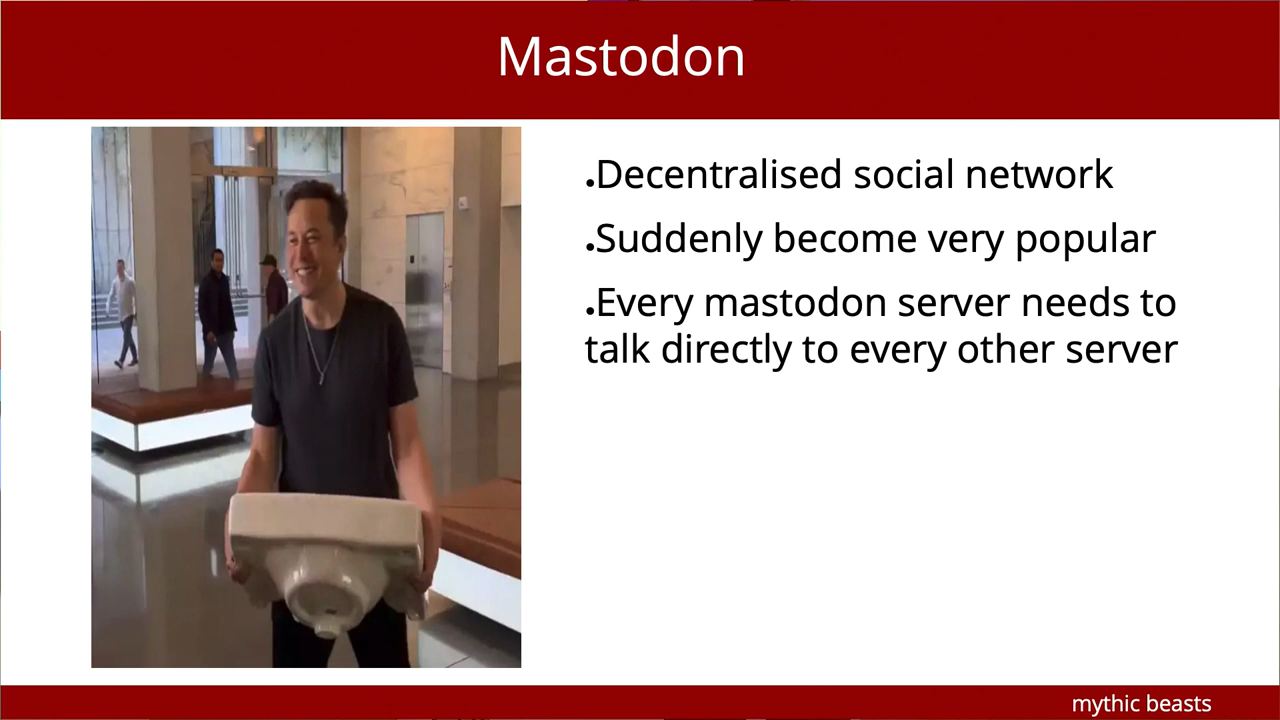 Mastodon
.Decentralised social network
.Suddenly become very popular
.Every mastodon server needs to
talk directly to every other server
mythic beasts